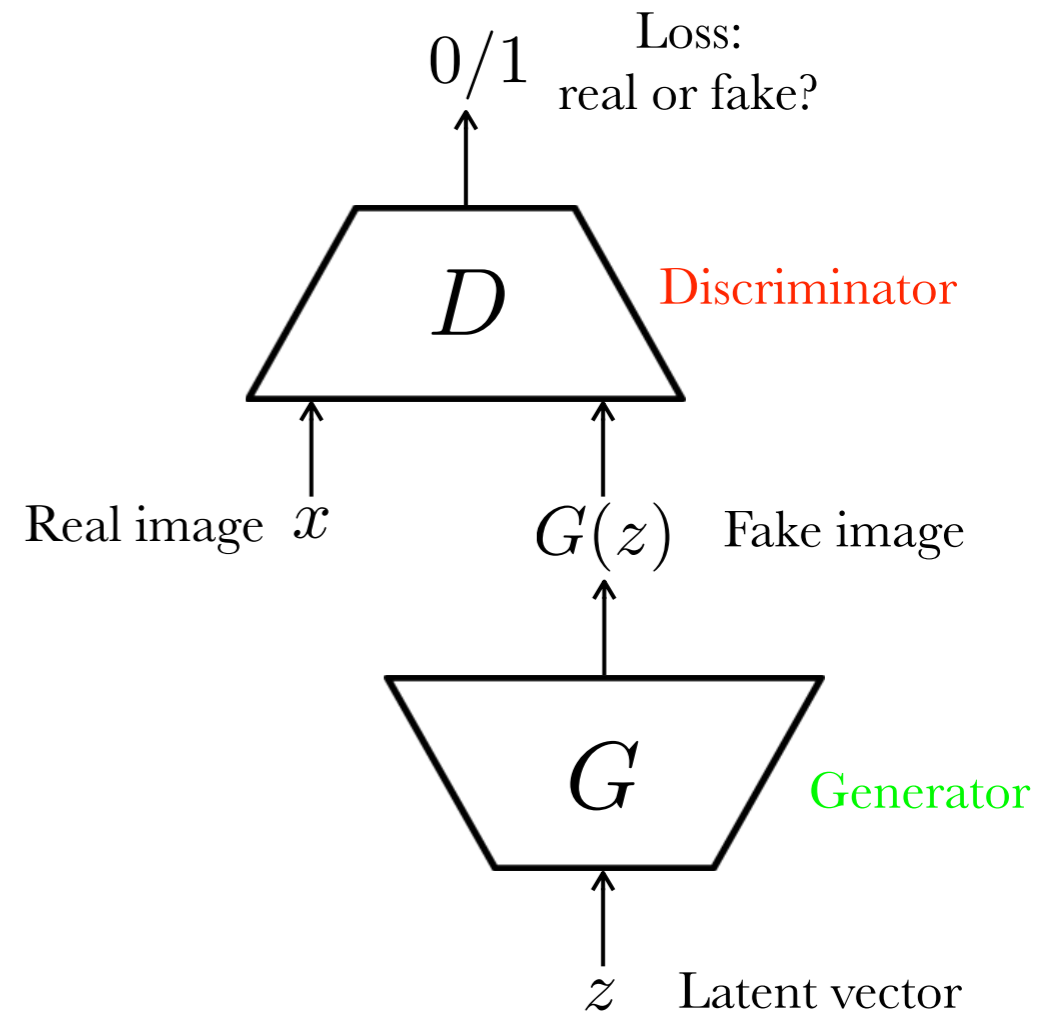 0/1
Loss:
real or fake?
D
Discriminator
Real image x
G(z) Fake image
G
Generator
z Latent vector